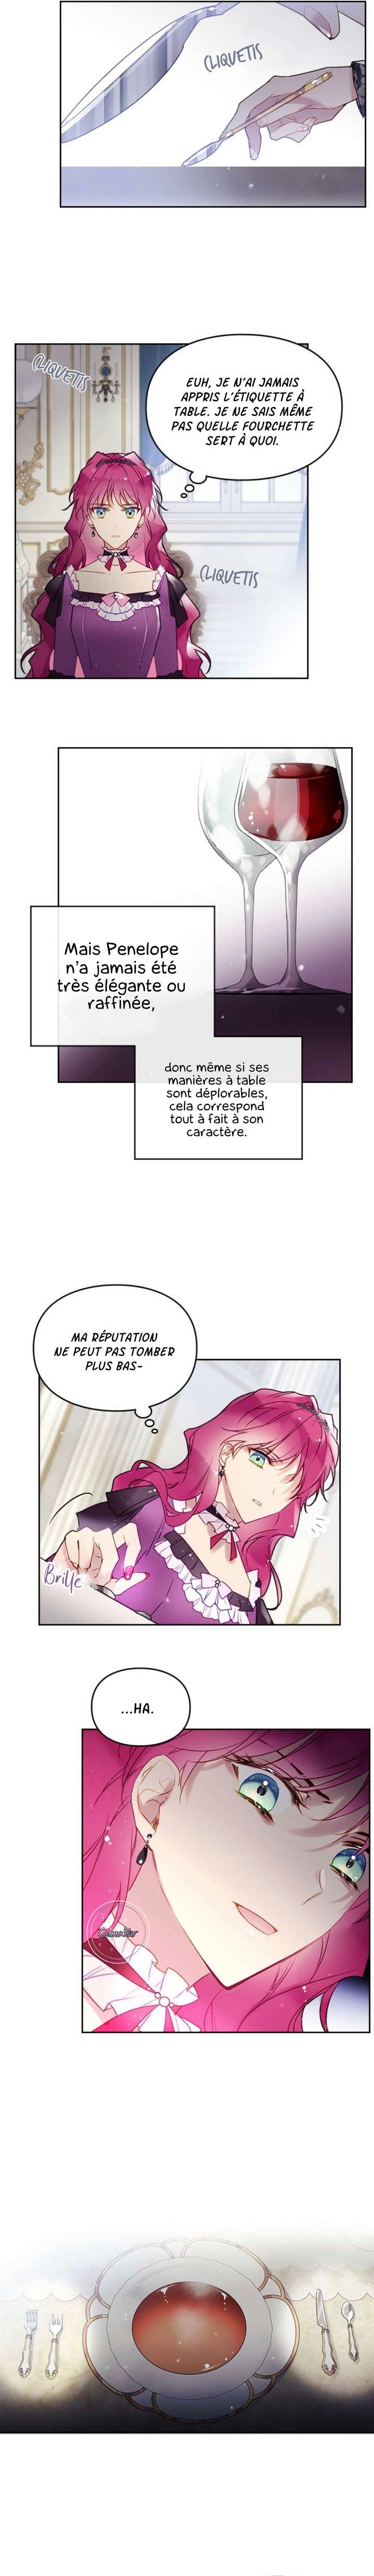 CLIQUETIS
CLIQUETIS
EUH, JE N'AI JAMAIS
APPRIS L'ÉTIQUETTE À
TABLE. JE NE SAIS MÊME
PAS QUELLE FOURCHETTE
SERT À QUOI.
CLIQUETIS
Mais Penelope
n'a jamais été
très élégante ou
raffinée,
donc même si ses
manières à table
sont déplorables,
cela correspond
tout à fait à son
caractère.
MA RÉPUTATION
NE PEUT PAS TOMBER
PLUS BAS-
Brille
...HA.